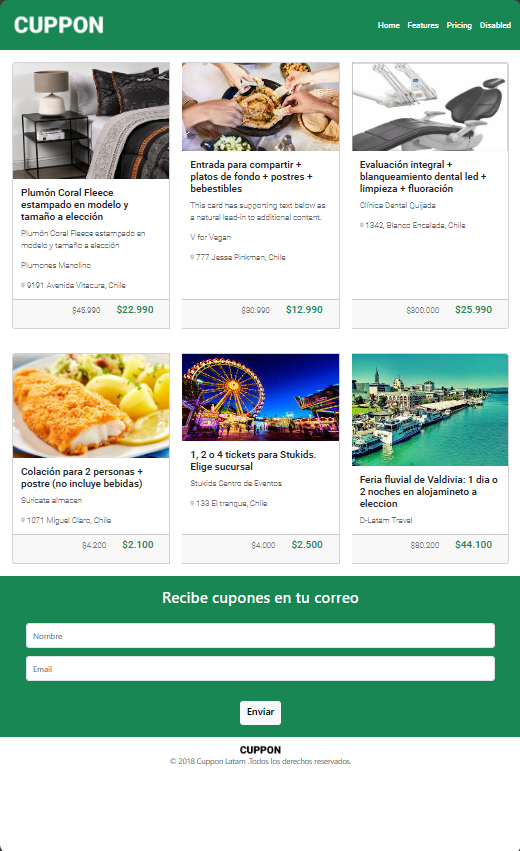 CUPPON
Home Features Pricing Disabled
Plumón Coral Fleece
estampado en modelo y
tamaño a elección
Plumón Coral Fleece estampado en
modelo y tamaño a elección
Plumones Manolino
9191 Avenida Vitacura, Chile
$45.990 $22.990
Entrada para compartir +
platos de fondo + postres +
bebestibles
This card has supporting text below as
a natural lead-in to additional content.
V for Vegan
777 Jesse Pinkman, Chile
$30.990 $12.990
Evaluación integral +
blanqueamiento dental led +
limpieza + fluoración
Clínica Dental Quijada
1342, Blanco Encalada, Chile
$300.000 $25.990
Colación para 2 personas +
postre (no incluye bebidas)
Suricata almacen
1071 Miguel Claro, Chile
$4.200 $2.100
1, 2 o 4 tickets para Stukids.
Elige sucursal
Stukids Centro de Eventos
133 El tranque, Chile
$4.000 $2.500
Feria fluvial de Valdivia: 1 dia o
2 noches en alojamineto a
eleccion
D-Latam Travel
$80.200 $44.100
Recibe cupones en tu correo
Nombre
Email
Enviar
CUPPON
© 2018 Cuppon Latam .Todos los derechos reservados.